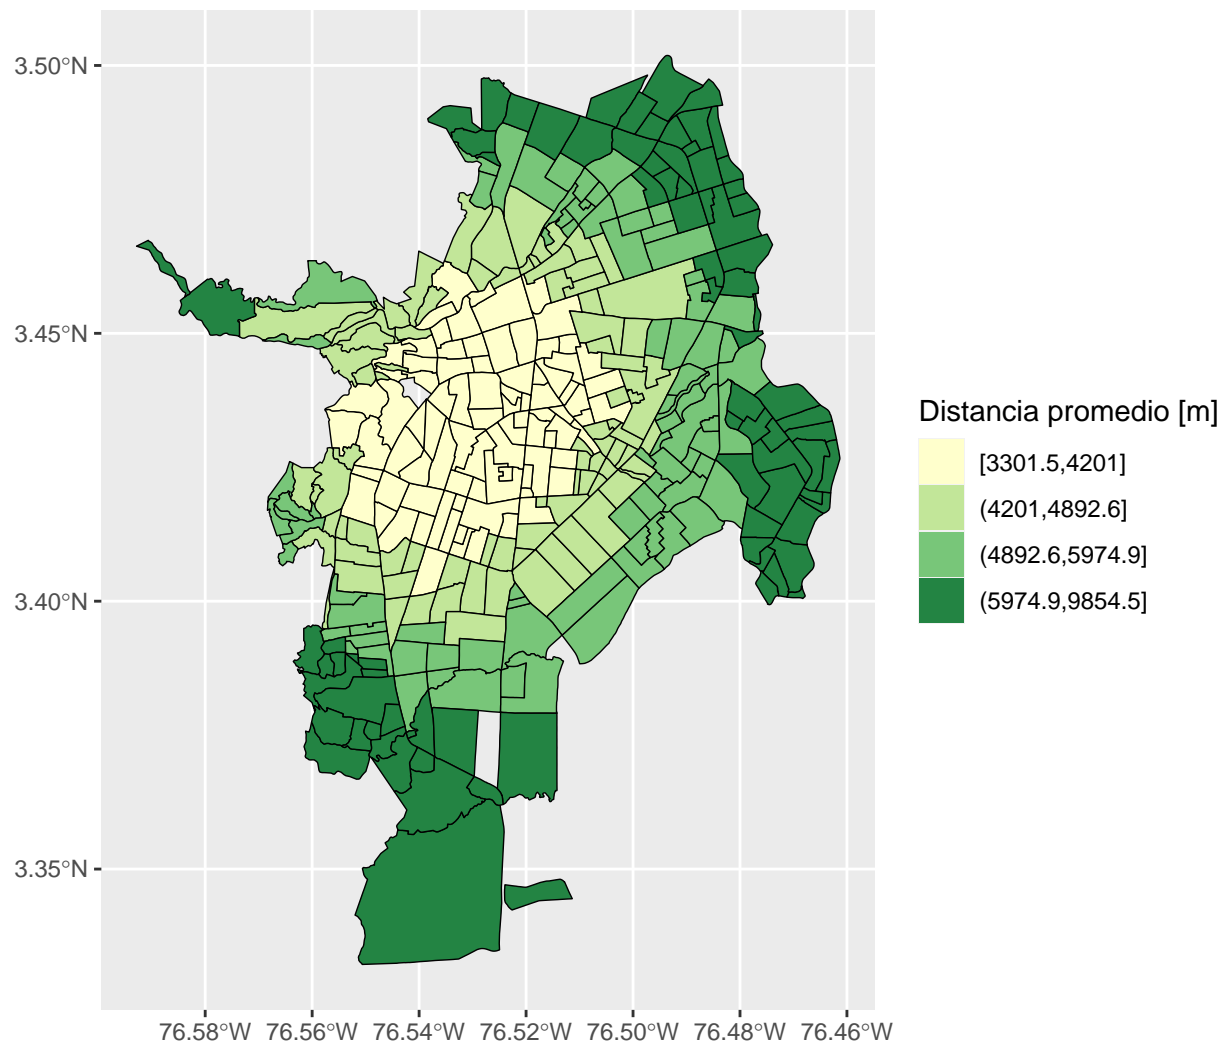 3.50°N
3.45°N
3.40°N
3.35°N
76.58°W 76.56°W 76.54°W 76.52°W 76.50°W 76.48°W 76.46°W
Distancia promedio [m]
[3301.5,4201]
(4201,4892.6]
(4892.6,5974.9]
(5974.9,9854.5]